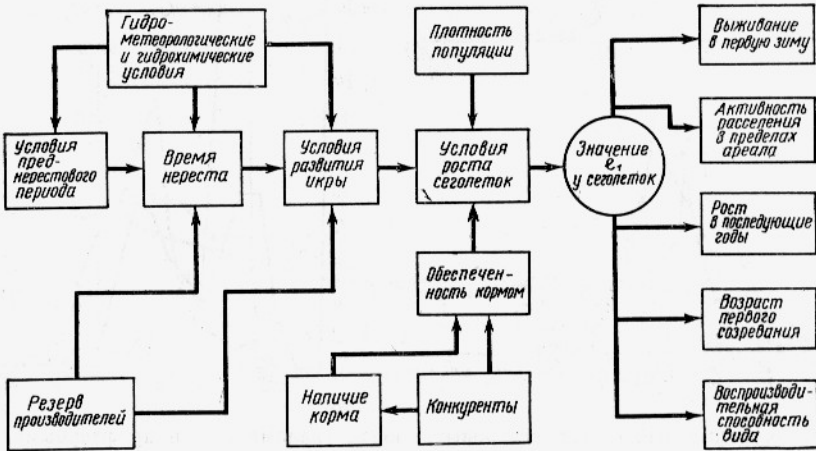 Гидро-
метеорологические
и гидрохимические
условия
Плотность
популяции
Выживание
в первую зиму
Условия
пред-
нерестового
периода
Время
нереста
Условия
развития
икры
Условия
роста
сеголеток
Значение
ℓ₁
у сеголеток
Активность
расселения
в пределах
ареала
Рост
в последующие
годы
Обеспечен-
ность кормом
Возраст
первого
созревания
Резерв
производителей
Наличие
корма
Конкуренты
Воспроизводи-
тельная
способность
вида